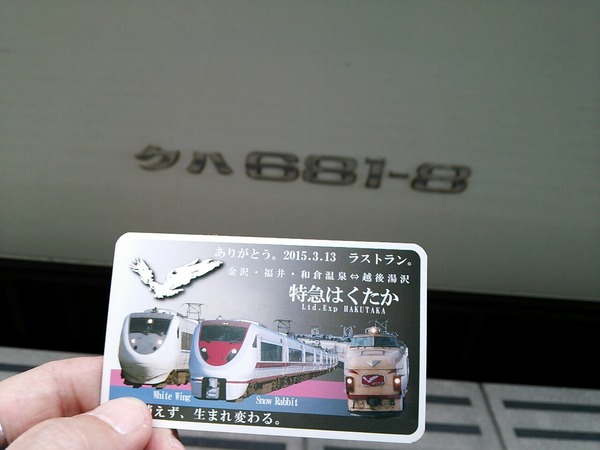 クハ681-8
ありがとう。2015.3.13 ラストラン。
金沢・福井・和倉温泉⇔越後湯沢
特急はくたか
Ltd.Exp HAKUTAKA
White Wing
Snow Rabbit
えず、生まれ変わる。